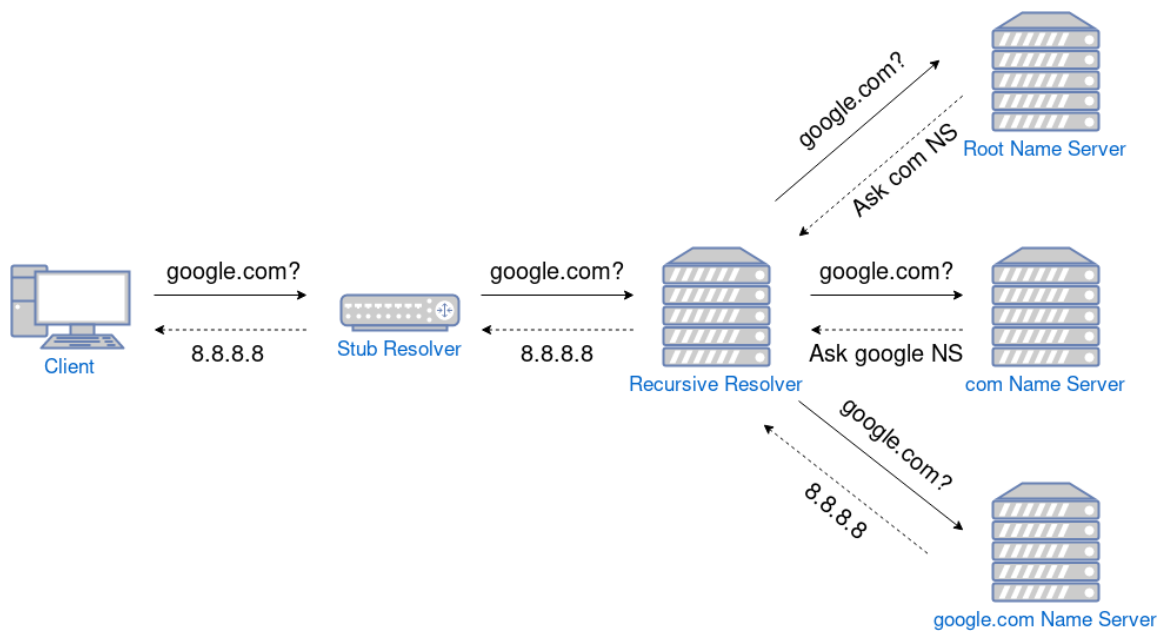 google.com?
Root Name Server
Ask com NS
google.com?
google.com?
google.com?
8.8.8.8
Stub Resolver
8.8.8.8
Ask google NS
Client
Recursive Resolver
com Name Server
google.com?
8.8.8.8
google.com Name Server